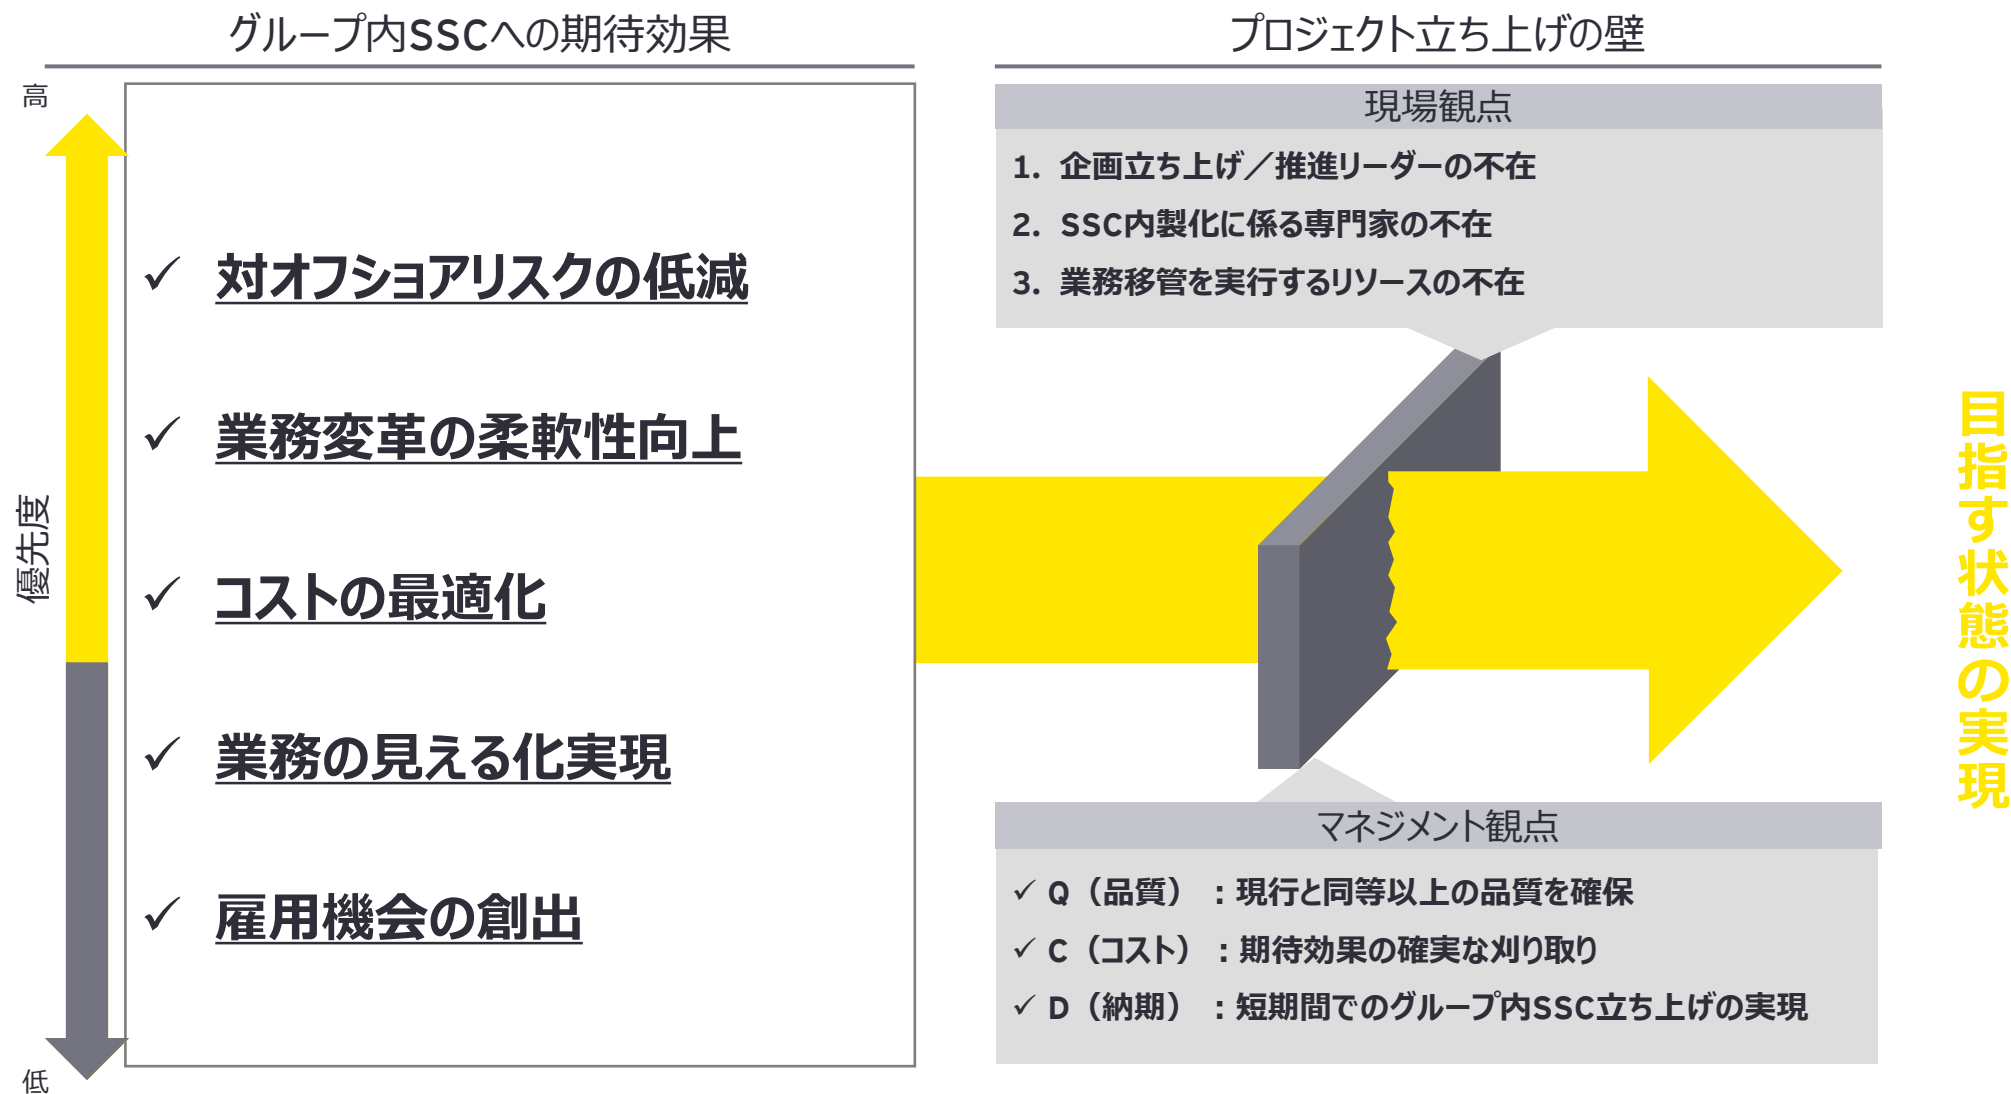 グループ内SSCへの期待効果
高
優先度
低
✓ 対オフショアリスクの低減
✓ 業務変革の柔軟性向上
✓ コストの最適化
✓ 業務の見える化実現
✓ 雇用機会の創出
プロジェクト立ち上げの壁
現場観点
1. 企画立ち上げ／推進リーダーの不在
2. SSC内製化に係る専門家の不在
3. 業務移管を実行するリソースの不在
マネジメント観点
✓ Q（品質）：現行と同等以上の品質を確保
✓ C（コスト）：期待効果の確実な刈り取り
✓ D（納期）：短期間でのグループ内SSC立ち上げの実現
目指す状態の実現